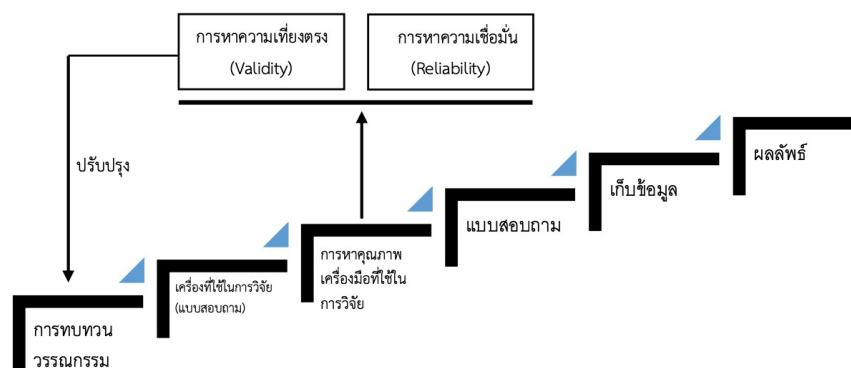 การหาความเที่ยงตรง
(Validity)
การหาความเชื่อมั่น
(Reliability)
ปรับปรุง
การทบทวน
วรรณกรรม
เครื่องที่ใช้ในการวิจัย
(แบบสอบถาม)
การหาคุณภาพ
เครื่องมือที่ใช้ใน
การวิจัย
แบบสอบถาม
เก็บข้อมูล
ผลลัพธ์